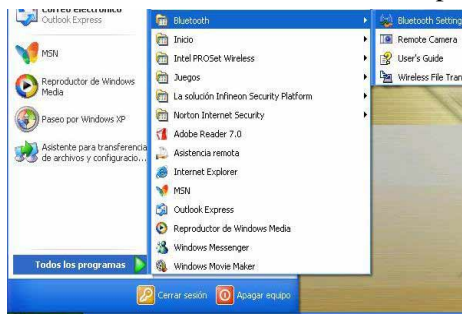 Correo electrónico
Outlook Express
MSN
Reproductor de Windows
Media
Paseo por Windows XP
Asistente para transferencia
de archivos y configuracio...
Todos los programas
Bluetooth
Inicio
Intel PROSet Wireless
Juegos
La solución Infineon Security Platform
Norton Internet Security
Adobe Reader 7.0
Asistencia remota
Internet Explorer
MSN
Outlook Express
Reproductor de Windows Media
Windows Messenger
Windows Movie Maker
Bluetooth Setting
Remote Camera
User's Guide
Wireless File Tran
Cerrar sesión
Apagar equipo